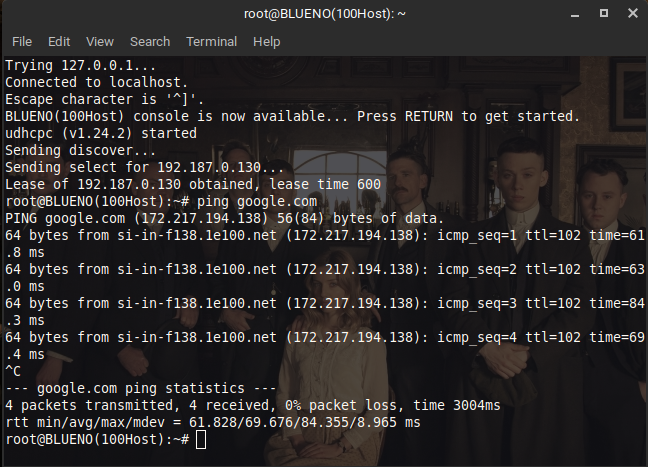 root@BLUENO(100Host): ~
File Edit View Search Terminal Help
Trying 127.0.0.1...
Connected to localhost.
Escape character is '^]'.
BLUENO(100Host) console is now available... Press RETURN to get started.
udhcpc (v1.24.2) started
Sending discover...
Sending select for 192.187.0.130...
Lease of 192.187.0.130 obtained, lease time 600
root@BLUENO(100Host):~# ping google.com
PING google.com (172.217.194.138) 56(84) bytes of data.
64 bytes from si-in-f138.1e100.net (172.217.194.138): icmp_seq=1 ttl=102 time=61
.8 ms
64 bytes from si-in-f138.1e100.net (172.217.194.138): icmp_seq=2 ttl=102 time=63
.0 ms
64 bytes from si-in-f138.1e100.net (172.217.194.138): icmp_seq=3 ttl=102 time=84
.3 ms
64 bytes from si-in-f138.1e100.net (172.217.194.138): icmp_seq=4 ttl=102 time=69
.4 ms
^C
--- google.com ping statistics ---
4 packets transmitted, 4 received, 0% packet loss, time 3004ms
rtt min/avg/max/mdev = 61.828/69.676/84.355/8.965 ms
root@BLUENO(100Host):~#